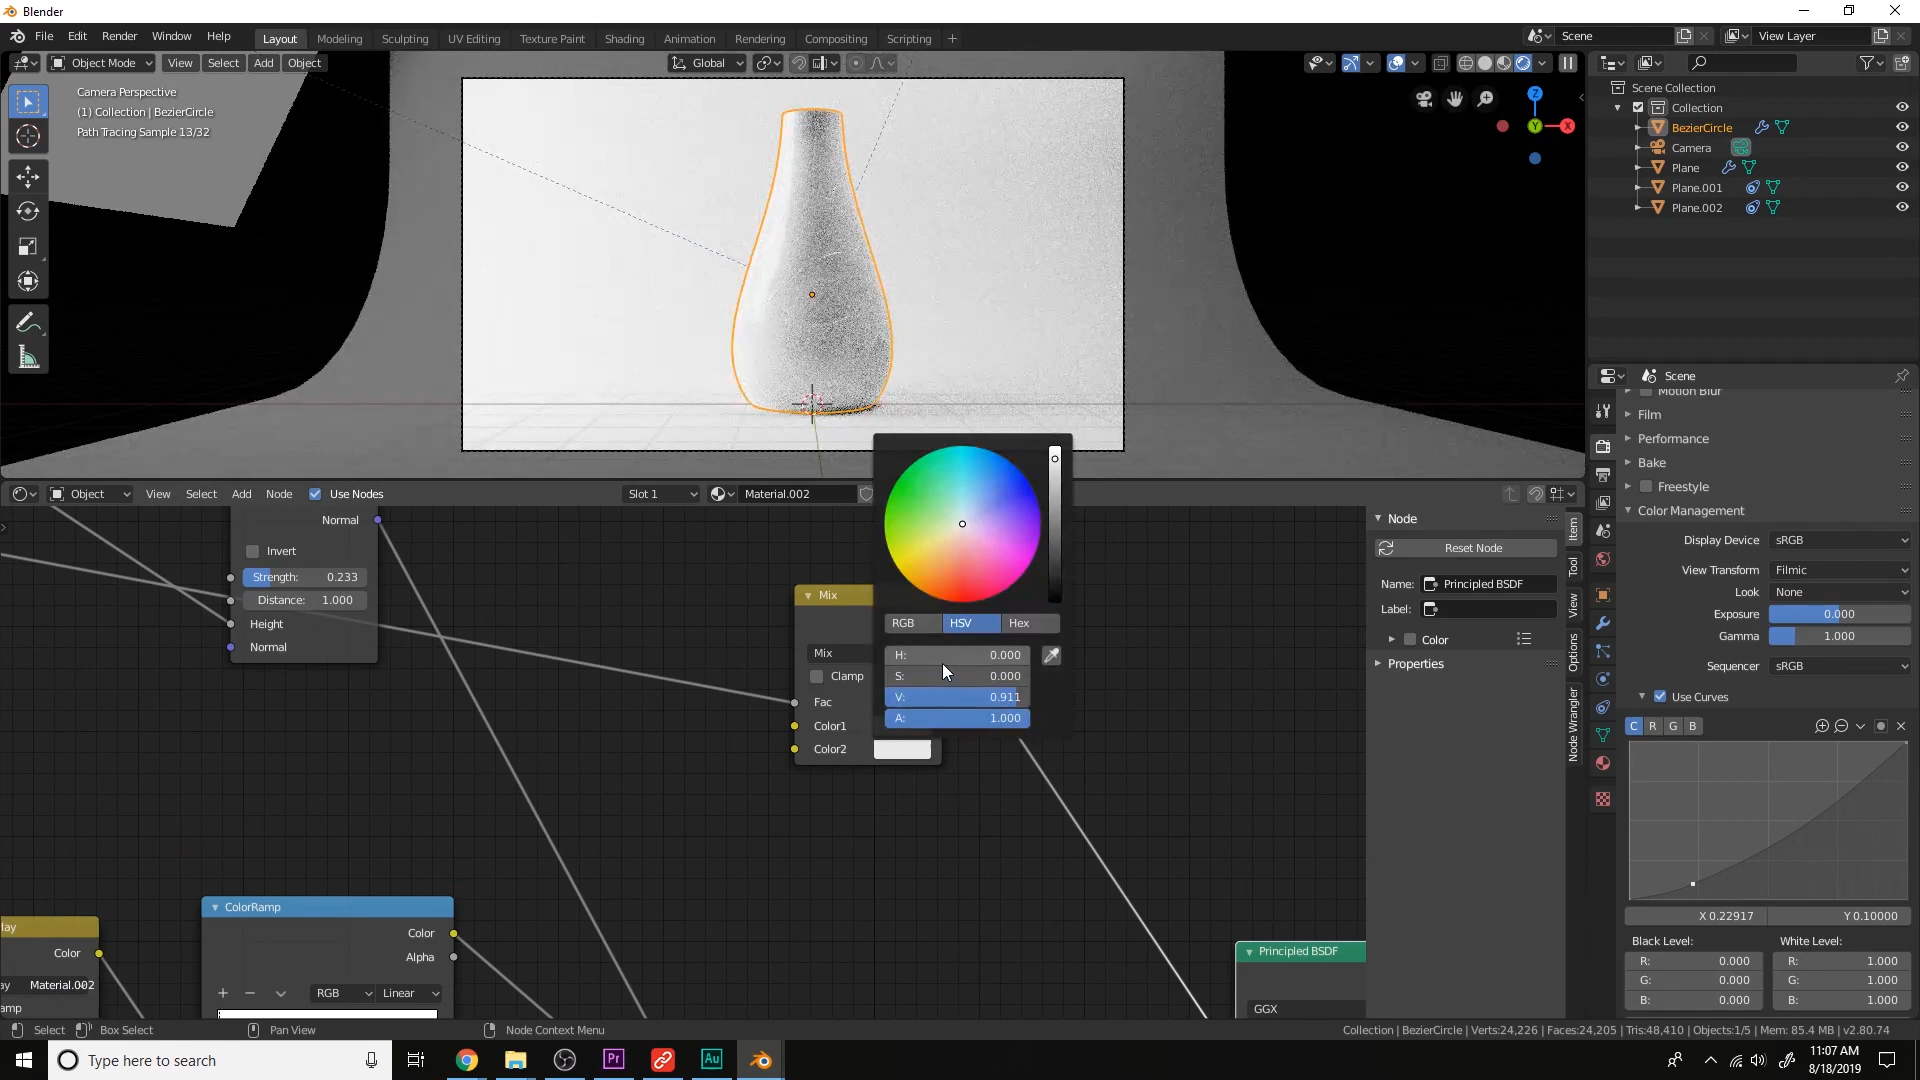 Blender
File Edit Render Window Help
Layout Modeling Sculpting UV Editing Texture Paint Shading Animation Rendering Compositing Scripting +
Scene
View Layer
Object Mode View Select Add Object
Global
Camera Perspective
(1) Collection | BezierCircle
Path Tracing Sample 13/32
Z
Y
X
Scene Collection
Collection
BezierCircle
Camera
Plane
Plane.001
Plane.002
Scene
Motion Blur
Film
Performance
Bake
Freestyle
Color Management
Display Device sRGB
View Transform Filmic
Look None
Exposure 0.000
Gamma 1.000
Sequencer sRGB
Use Curves
C R G B
X 0.22917 Y 0.10000
Black Level: White Level:
R: 0.000 R: 1.000
G: 0.000 G: 1.000
B: 0.000 B: 1.000
Object View Select Add Node Use Nodes
Slot 1
Material.002
Normal
Invert
Strength: 0.233
Distance: 1.000
Height
Normal
Mix
Mix
Clamp
Fac
Color1
Color2
RGB HSV Hex
H: 0.000
S: 0.000
V: 0.911
A: 1.000
Node
Reset Node
Name: Principled BSDF
Label:
Color
Properties
Item
Tool
View
Options
Node Wrangler
lay
Color
ay Material.002
amp
ColorRamp
Color
Alpha
RGB Linear
Principled BSDF
GGX
Select Box Select Pan View Node Context Menu
Collection | BezierCircle | Verts:24,226 | Faces:24,205 | Tris:48,410 | Objects:1/5 | Mem: 85.4 MB | v2.80.74
Type here to search
Pr
Au
11:07 AM
8/18/2019